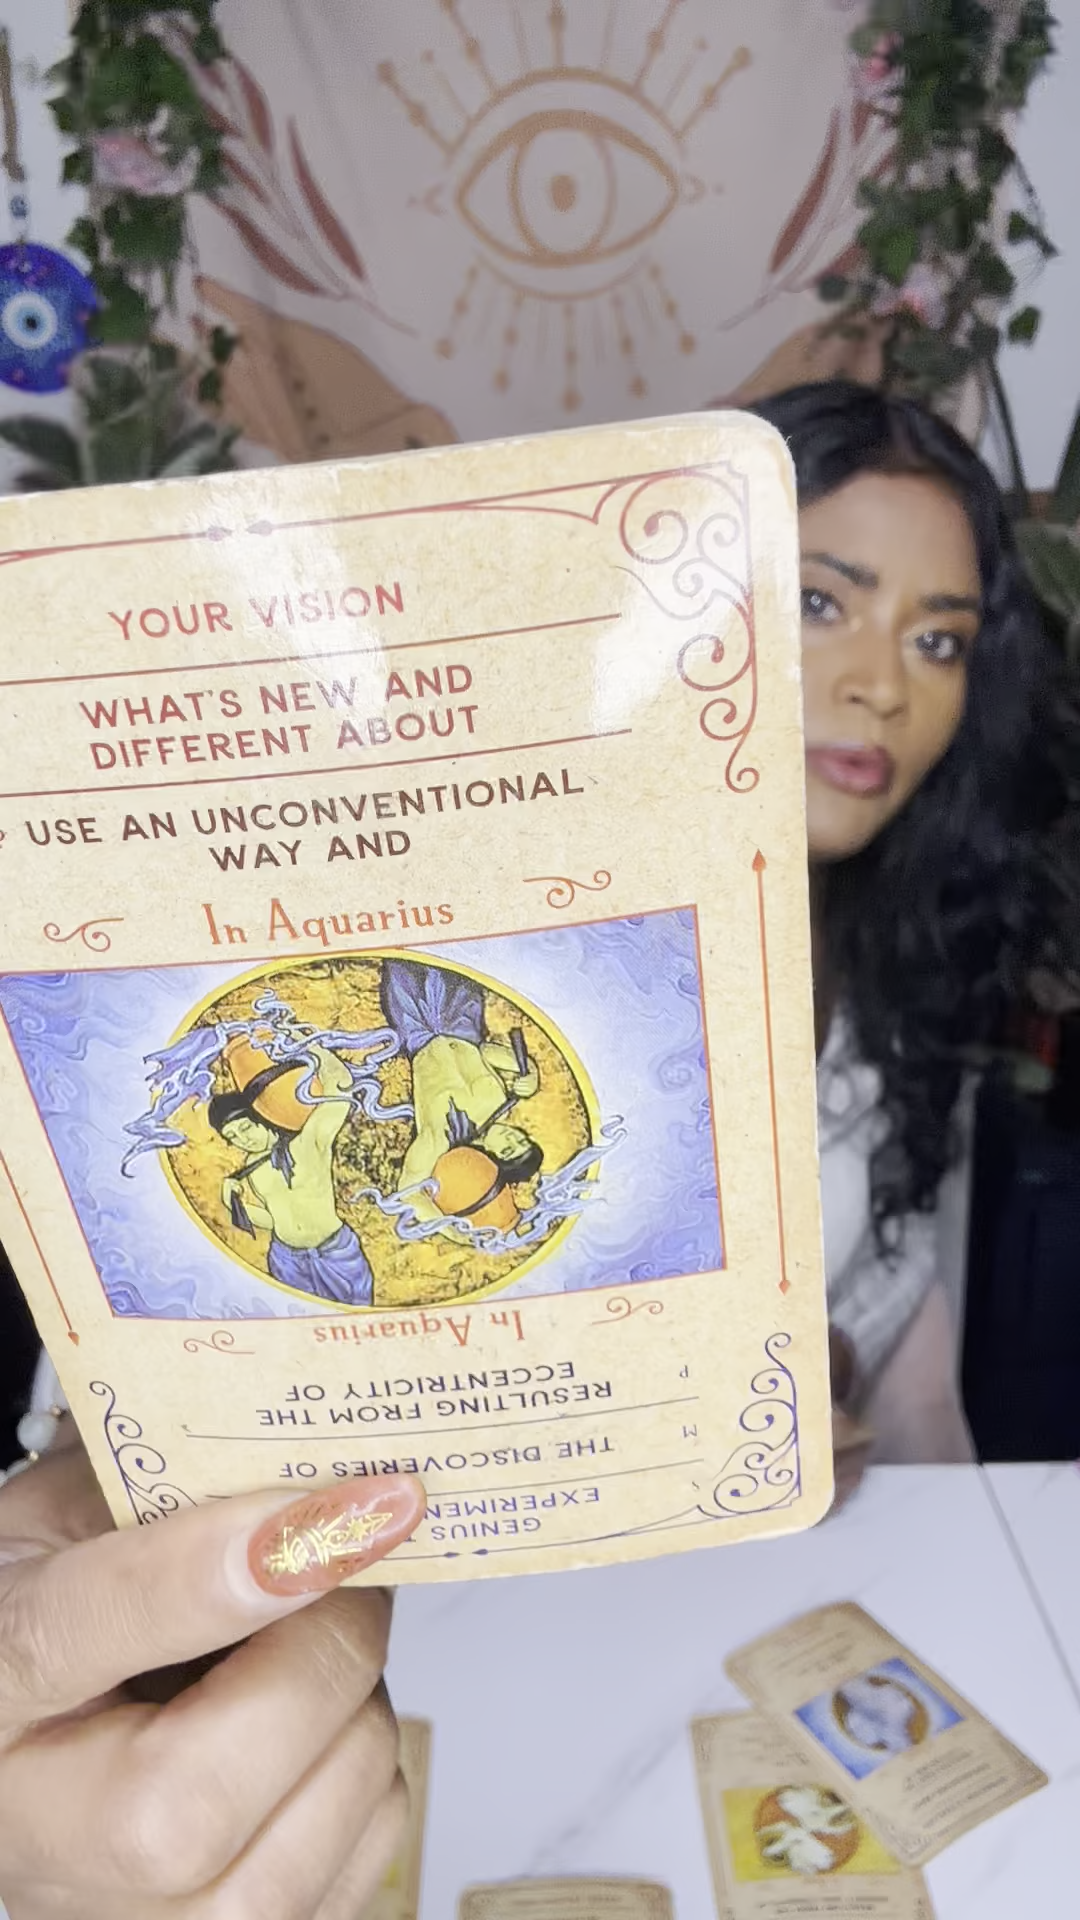 YOUR VISION
WHAT'S NEW AND
DIFFERENT ABOUT
USE AN UNCONVENTIONAL
WAY AND
In Aquarius
In Aquarius
P
ECCENTRICITY OF
RESULTING FROM THE
M
THE DISCOVERIES OF
S
EXPERIMEN
GENIUS